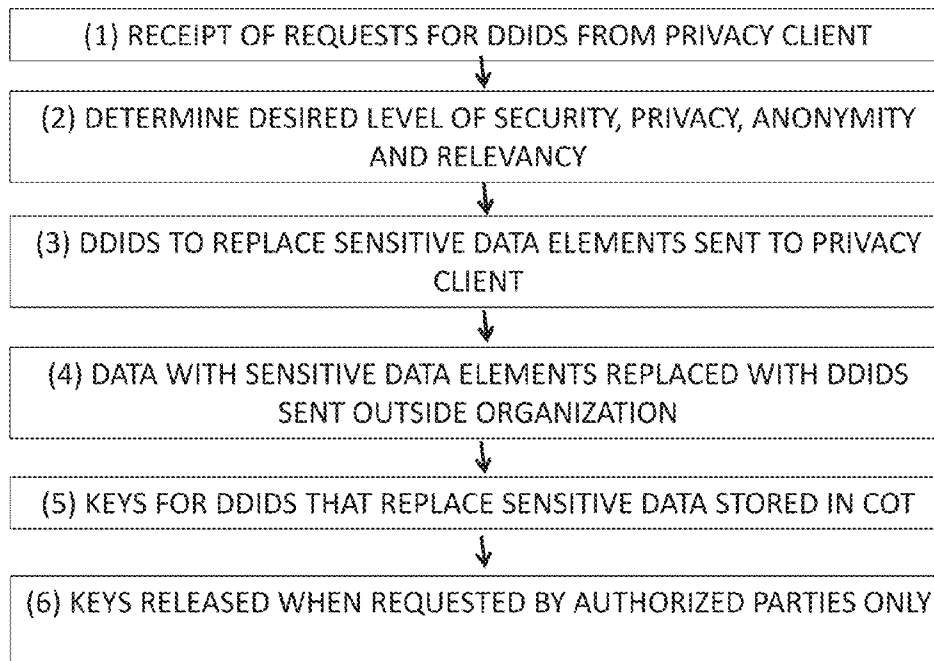 (1) RECEIPT OF REQUESTS FOR DDIDS FROM PRIVACY CLIENT
(2) DETERMINE DESIRED LEVEL OF SECURITY, PRIVACY, ANONYMITY
AND RELEVANCY
(3) DDIDS TO REPLACE SENSITIVE DATA ELEMENTS SENT TO PRIVACY
CLIENT
(4) DATA WITH SENSITIVE DATA ELEMENTS REPLACED WITH DDIDS
SENT OUTSIDE ORGANIZATION
(5) KEYS FOR DDIDS THAT REPLACE SENSITIVE DATA STORED IN COT
(6) KEYS RELEASED WHEN REQUESTED BY AUTHORIZED PARTIES ONLY